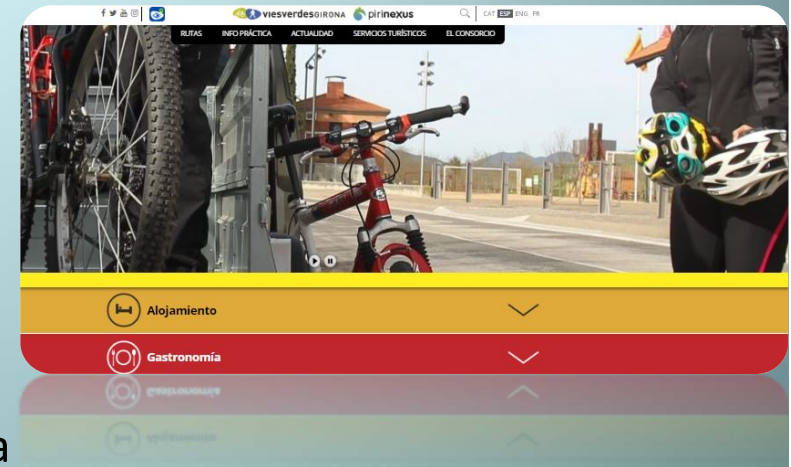 viesverdesGIRONA pirinexus CAT ESP ENG FR
RUTAS INFO PRÁCTICA ACTUALIDAD SERVICIOS TURÍSTICOS EL CONSORCIO
Alojamiento
Gastronomía
a